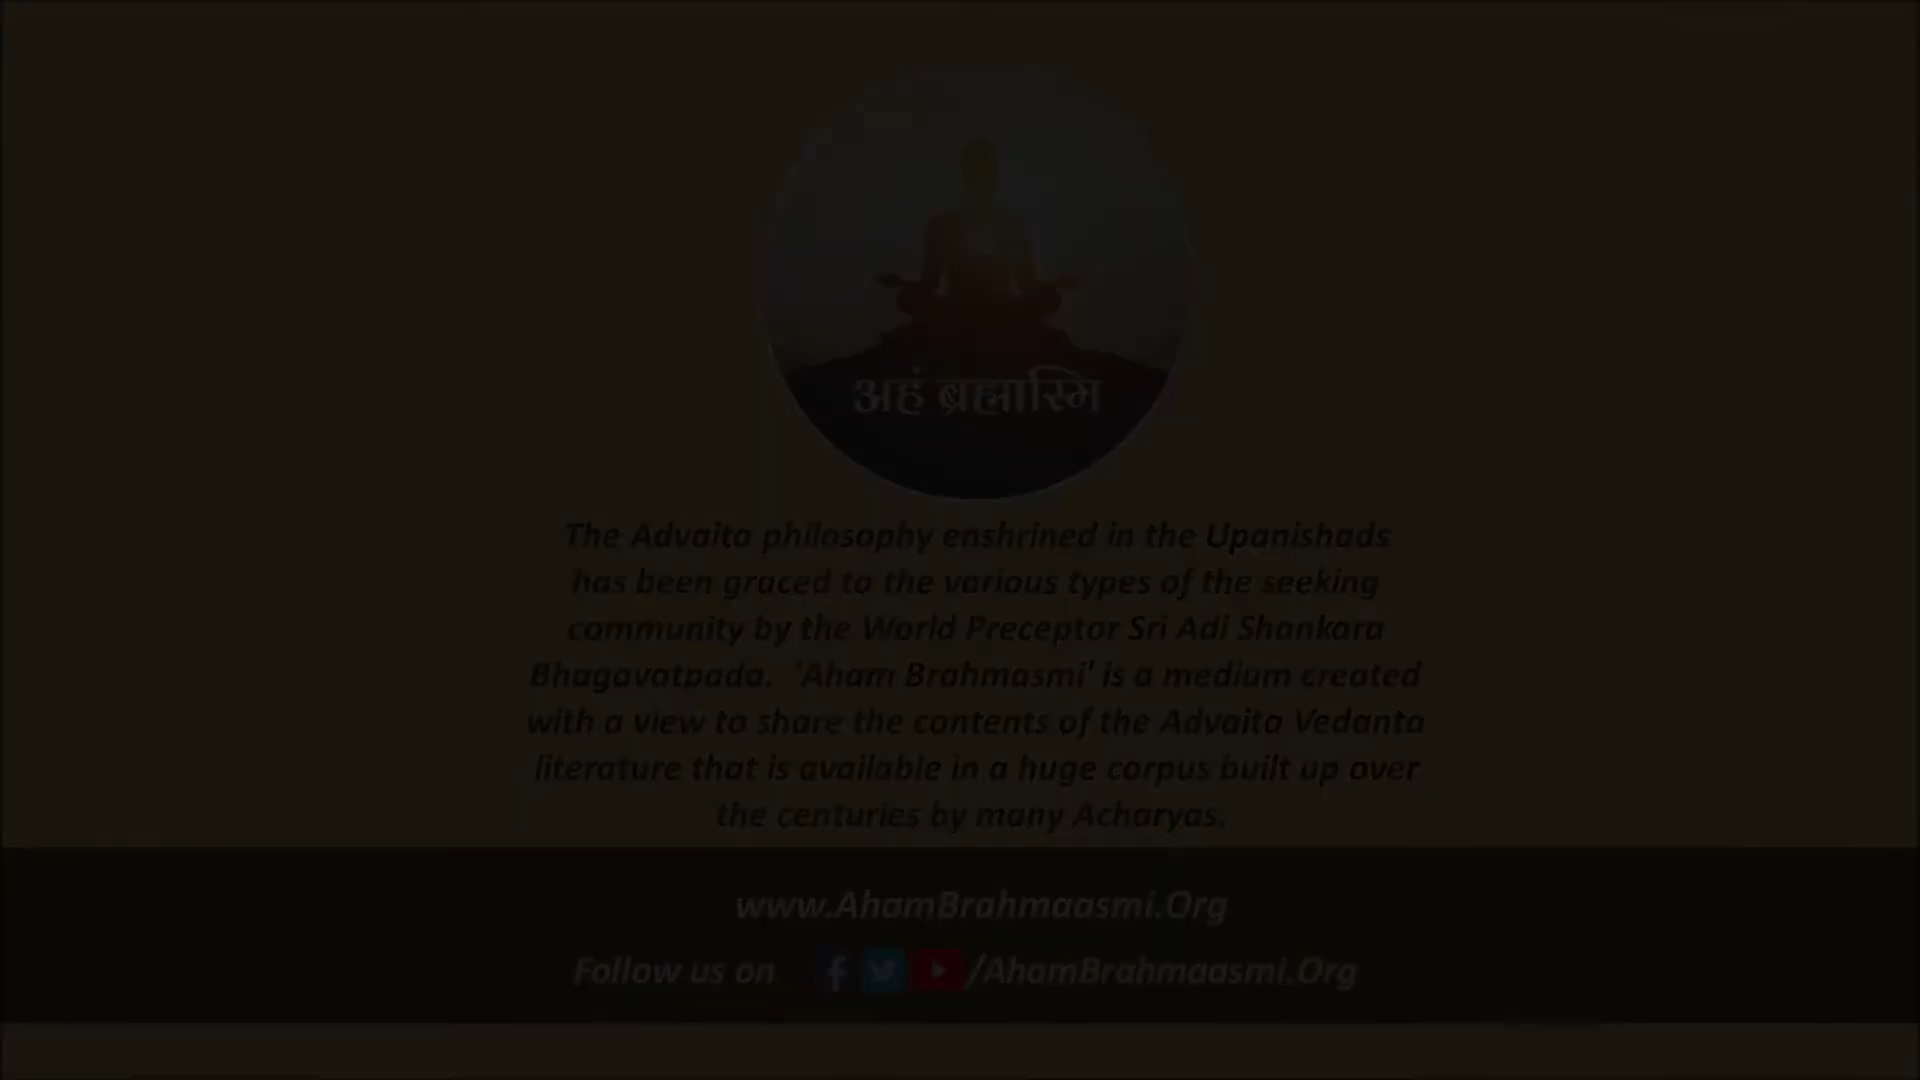 अहं ब्रह्मास्मि
The Advaita philosophy enshrined in the Upanishads
has been graced to the various types of the seeking
community by the World Preceptor Sri Adi Shankara
Bhagavatpada. 'Aham Brahmasmi' is a medium created
with a view to share the contents of the Advaita Vedanta
literature that is available in a huge corpus built up over
the centuries by many Acharyas.
www.AhamBrahmaasmi.Org
Follow us on /AhamBrahmaasmi.Org